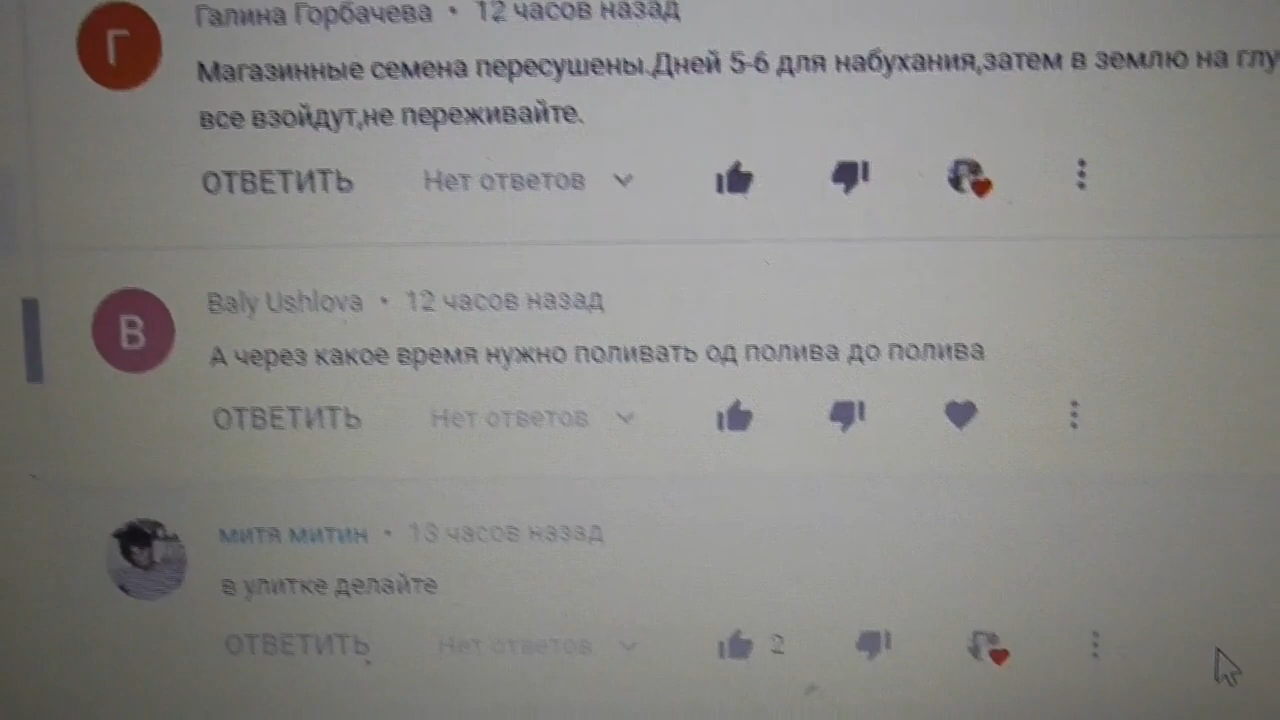 Г
Галина Горбачева • 12 часов назад
Магазинные семена пересушены.Дней 5-6 для набухания,затем в землю на глу
все взойдут,не переживайте.
ОТВЕТИТЬ Нет ответов
B
Baly Ushlova • 12 часов назад
А через какое время нужно поливать од полива до полива
ОТВЕТИТЬ Нет ответов
митя митин • 13 часов назад
в улитке делайте
ОТВЕТИТЬ Нет ответов 2